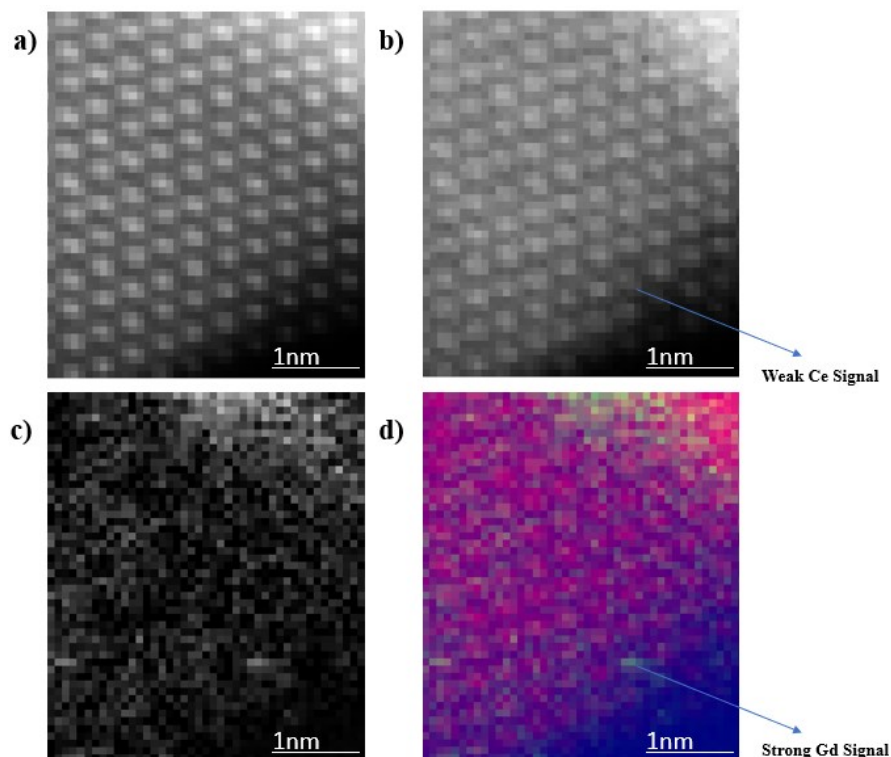 a)
b)
1nm
1nm
Weak Ce Signal
c)
d)
1nm
1nm
Strong Gd Signal